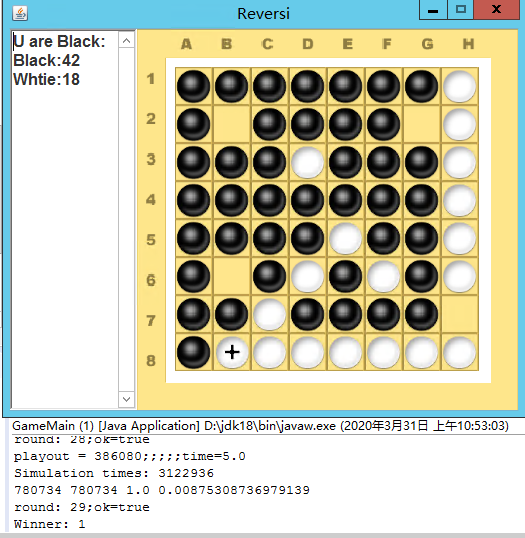 Reversi
U are Black:
Black:42
Whtie:18
A B C D E F G H
1
2
3
4
5
6
7
8
GameMain (1) [Java Application] D:\jdk18\bin\javaw.exe (2020年3月31日 上午10:53:03)
round: 28;ok=true
playout = 386080;;;;;time=5.0
Simulation times: 3122936
780734 780734 1.0 0.00875308736979139
round: 29;ok=true
Winner: 1